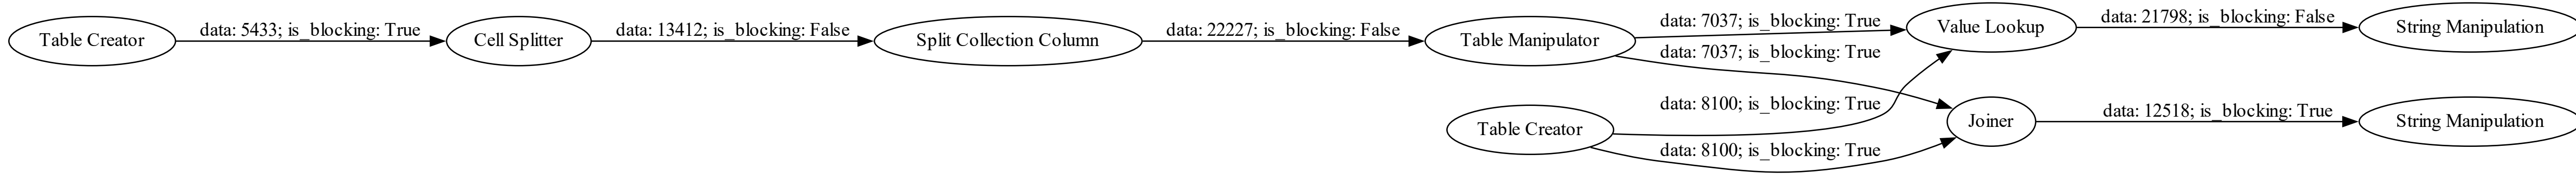 Table Creator
data: 5433; is_blocking: True
Cell Splitter
data: 13412; is_blocking: False
Split Collection Column
data: 22227; is_blocking: False
Table Manipulator
data: 7037; is_blocking: True
data: 7037; is_blocking: True
Value Lookup
data: 21798; is_blocking: False
String Manipulation
Table Creator
data: 8100; is_blocking: True
data: 8100; is_blocking: True
Joiner
data: 12518; is_blocking: True
String Manipulation